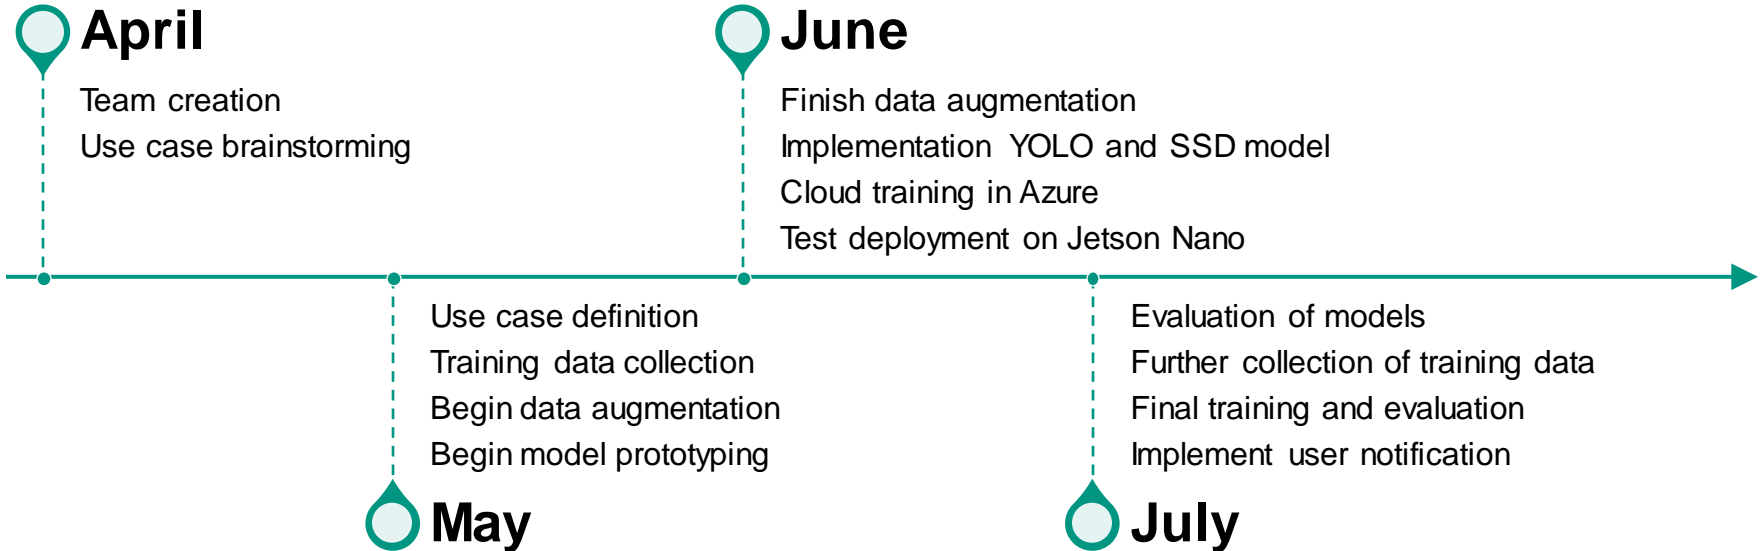 April
Team creation
Use case brainstorming
May
Use case definition
Training data collection
Begin data augmentation
Begin model prototyping
June
Finish data augmentation
Implementation YOLO and SSD model
Cloud training in Azure
Test deployment on Jetson Nano
July
Evaluation of models
Further collection of training data
Final training and evaluation
Implement user notification